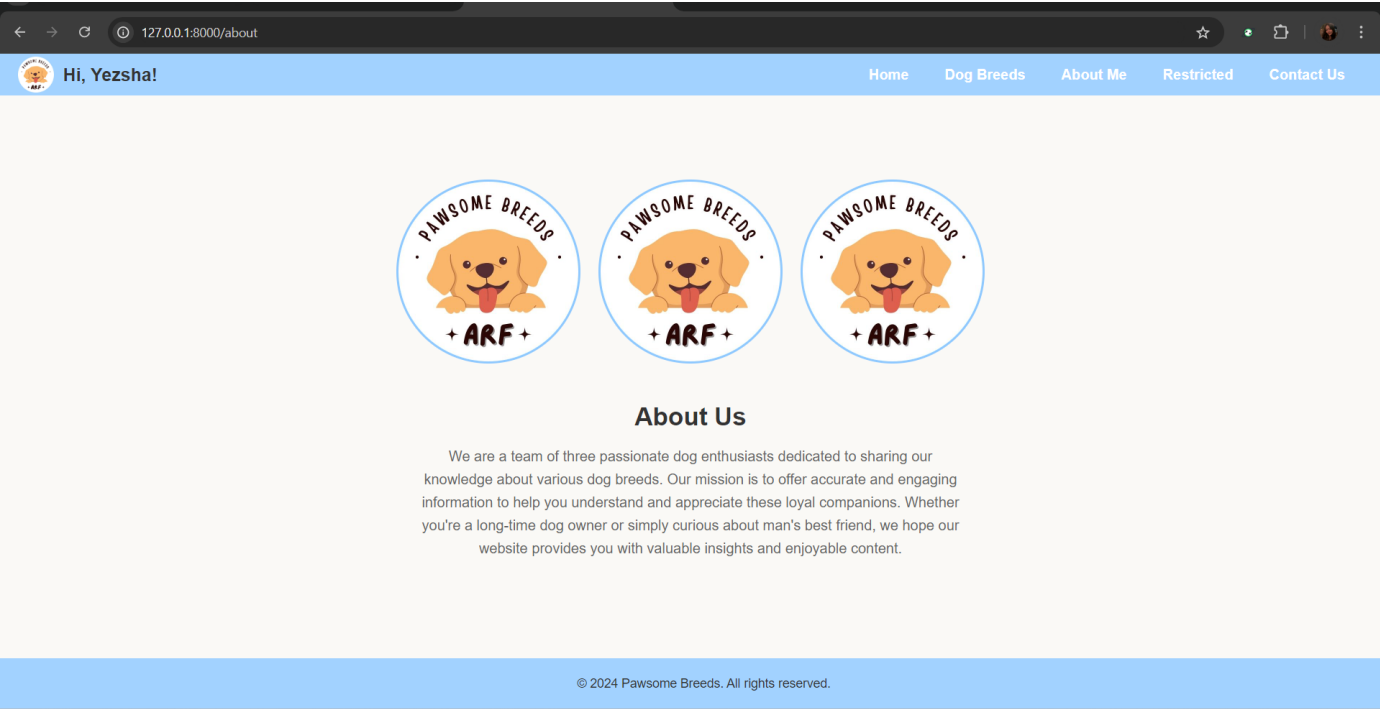 127.0.0.1:8000/about
PAWSOME BREED
ARF
Hi, Yezsha!
Home Dog Breeds About Me Restricted Contact Us
PAWSOME BREEDS PAWSOME BREEDS PAWSOME BREEDS
ARF ARF ARF
About Us
We are a team of three passionate dog enthusiasts dedicated to sharing our
knowledge about various dog breeds. Our mission is to offer accurate and engaging
information to help you understand and appreciate these loyal companions. Whether
you're a long-time dog owner or simply curious about man's best friend, we hope our
website provides you with valuable insights and enjoyable content.
© 2024 Pawsome Breeds. All rights reserved.